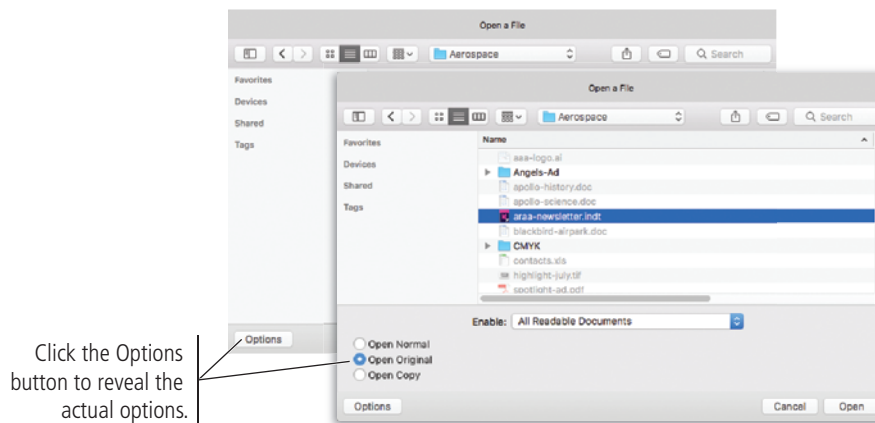 Open a File
Aerospace
Search
Favorites
Devices
Shared
Tags
Options
Open a File
Aerospace
Search
Favorites
Devices
Shared
Tags
Name
aaa-logo.ai
Angels-Ad
apollo-history.doc
apollo-science.doc
araa-newsletter.indt
blackbird-airpark.doc
CMYK
contacts.xls
highlight-july.tif
spotlight-ad.pdf
Enable: All Readable Documents
Open Normal
Open Original
Open Copy
Options
Cancel
Open
Click the Options
button to reveal the
actual options.